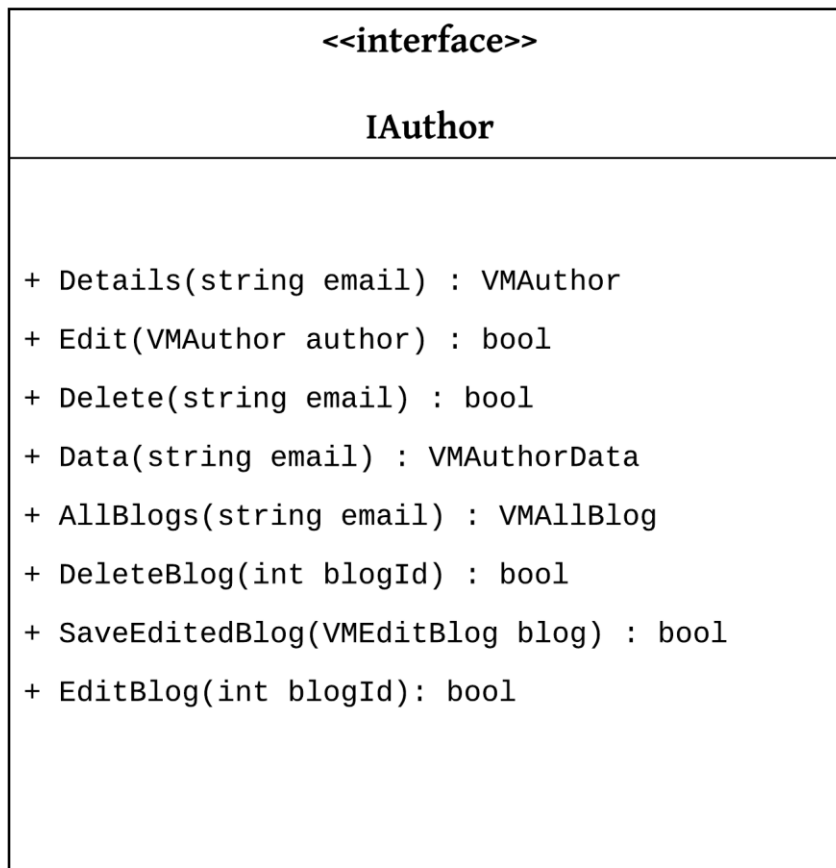 <<interface>>
IAuthor
+ Details(string email) : VMAuthor
+ Edit(VMAuthor author) : bool
+ Delete(string email) : bool
+ Data(string email) : VMAuthorData
+ AllBlogs(string email) : VMAllBlog
+ DeleteBlog(int blogId) : bool
+ SaveEditedBlog(VMEditBlog blog) : bool
+ EditBlog(int blogId): bool